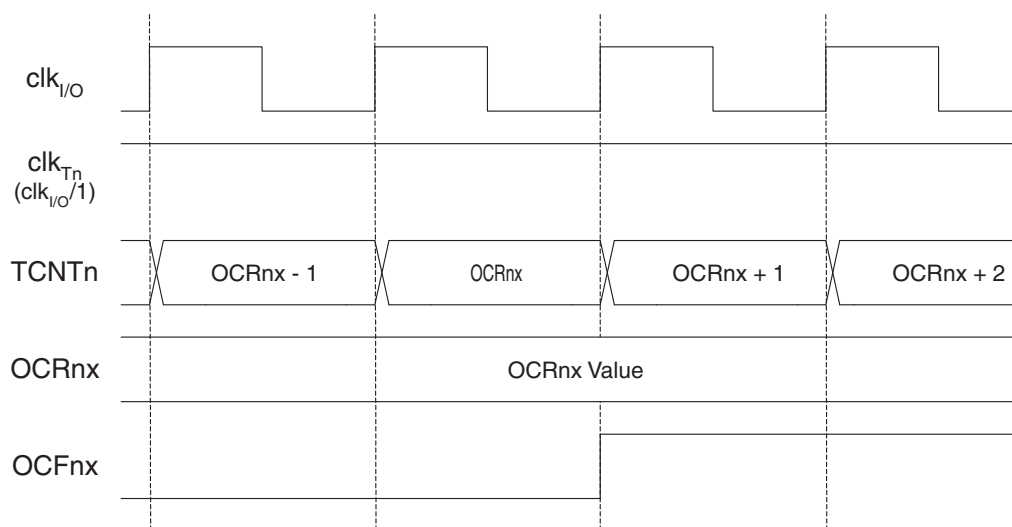 clkI/O
clkTn
(clkI/O/1)
TCNTn
OCRnx - 1
OCRnx
OCRnx + 1
OCRnx + 2
OCRnx
OCRnx Value
OCFnx